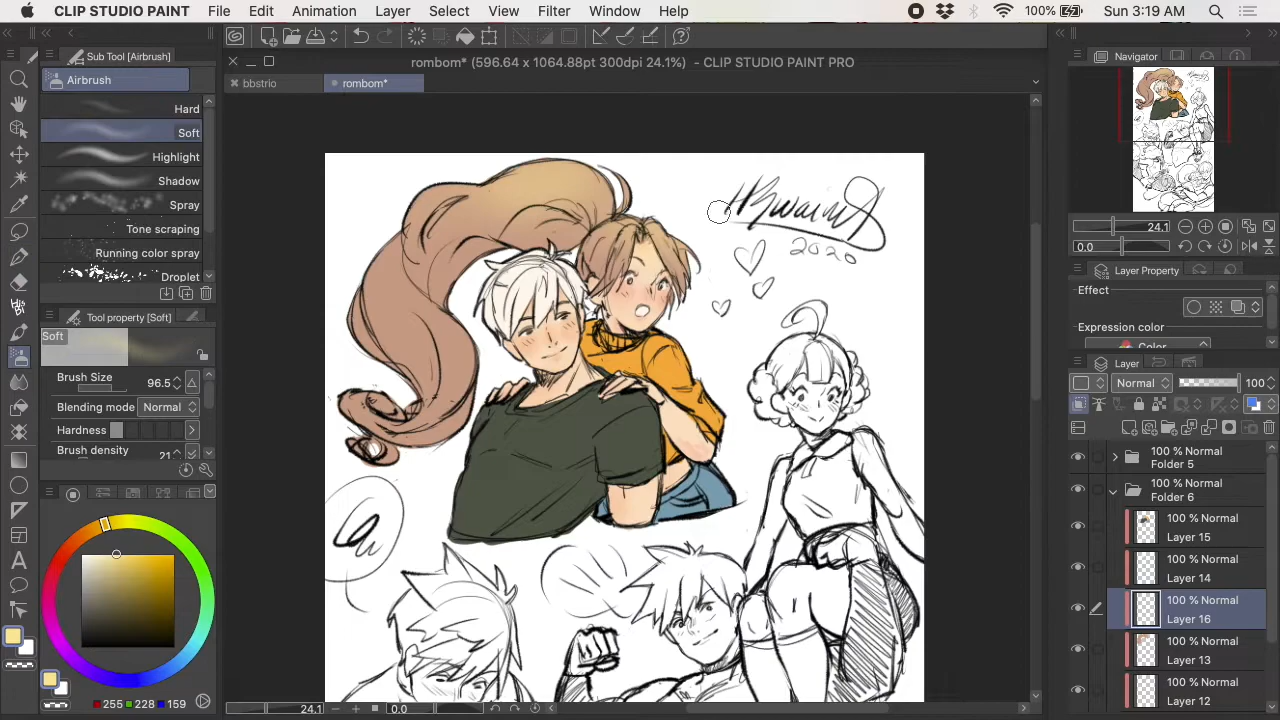 CLIP STUDIO PAINT File Edit Animation Layer Select View Filter Window Help 100% Sun 3:19 AM
rombom* (596.64 x 1064.88pt 300dpi 24.1%) - CLIP STUDIO PAINT PRO
bbstrio rombom*
Sub Tool [Airbrush]
Airbrush
Hard
Soft
Highlight
Shadow
Spray
Tone scraping
Running color spray
Droplet
Tool property [Soft]
Soft
Brush Size 96.5
Blending mode Normal
Hardness
Brush density 21
255 228 159
2020
24.1 0.0
Navigator
24.1
0.0
Layer Property
Effect
Expression color
Color
Layer
Normal 100
100 % Normal
Folder 5
100 % Normal
Folder 6
100 % Normal
Layer 15
100 % Normal
Layer 14
100 % Normal
Layer 16
100 % Normal
Layer 13
100 % Normal
Layer 12